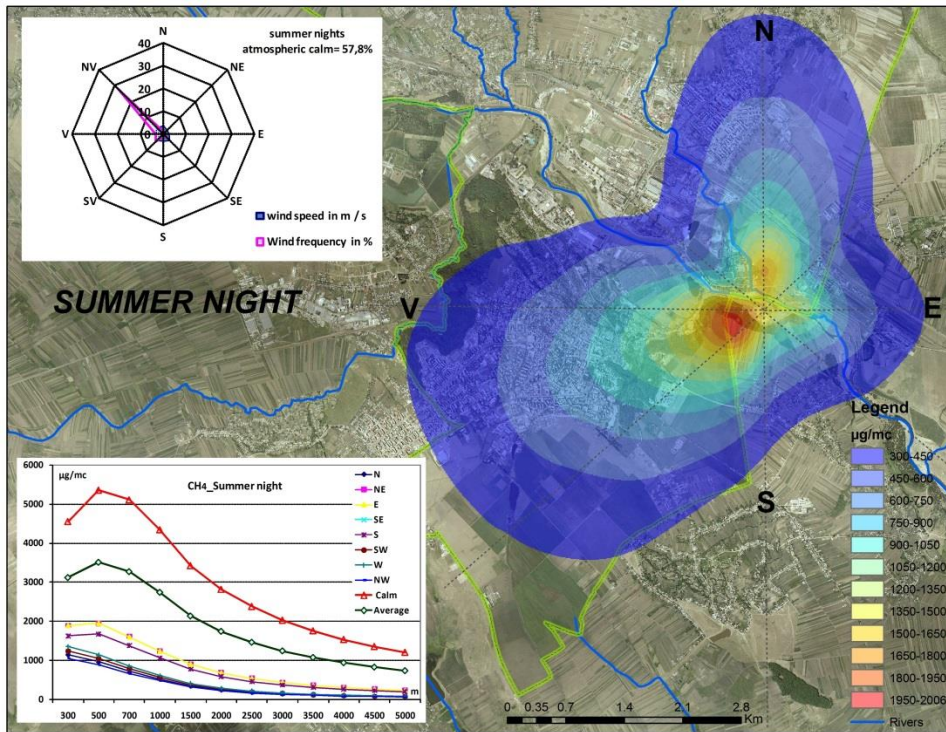 summer nights
atmospheric calm= 57,8%
N
NE
E
SE
S
SV
V
NV
40
30
20
10
0
wind speed in m / s
Wind frequency in %
SUMMER NIGHT
N
V
E
S
Legend
µg/mc
300-450
450-600
600-750
750-900
900-1050
1050-1200
1200-1350
1350-1500
1500-1650
1650-1800
1800-1950
1950-2006
Rivers
6000
5000
4000
3000
2000
1000
0
µg/mc
CH4_Summer night
N
NE
E
SE
S
SW
W
NW
Calm
Average
m
300 500 700 1000 1500 2000 2500 3000 3500 4000 4500 5000
0 0.35 0.7 1.4 2.1 2.8
Km